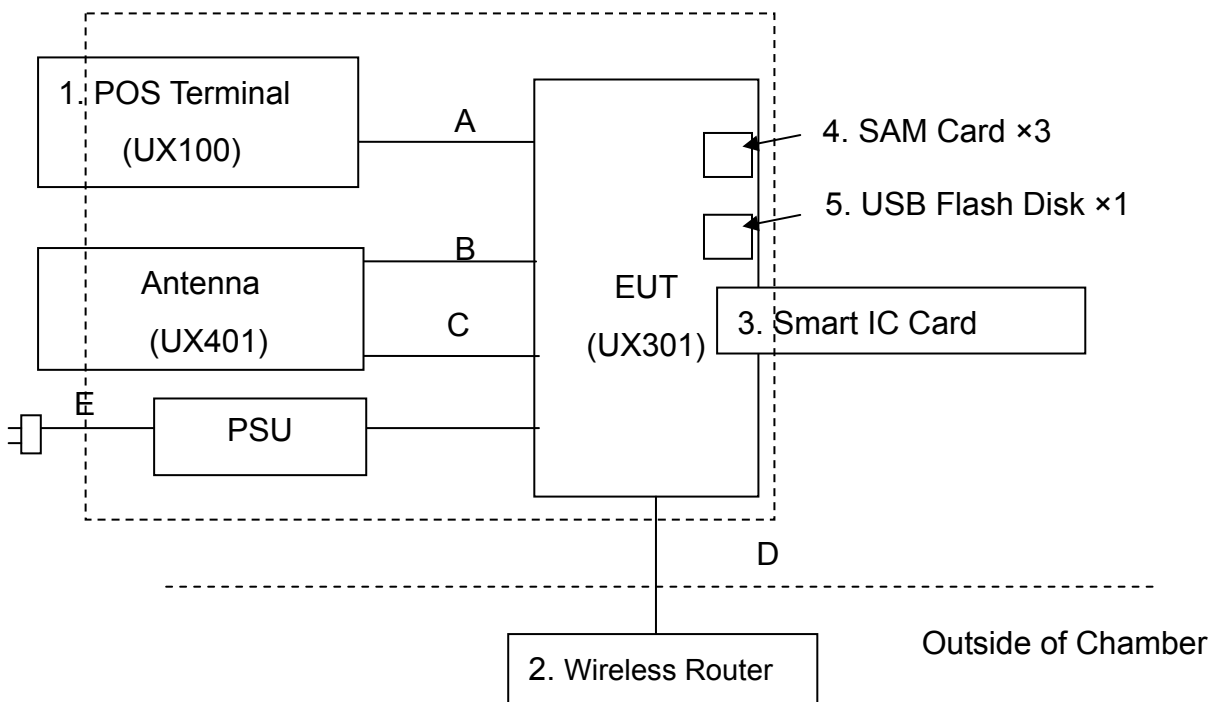 1. POS Terminal
(UX100)
A
4. SAM Card ×3
5. USB Flash Disk ×1
B
Antenna
(UX401)
C
EUT
(UX301)
3. Smart IC Card
E
PSU
D
Outside of Chamber
2. Wireless Router